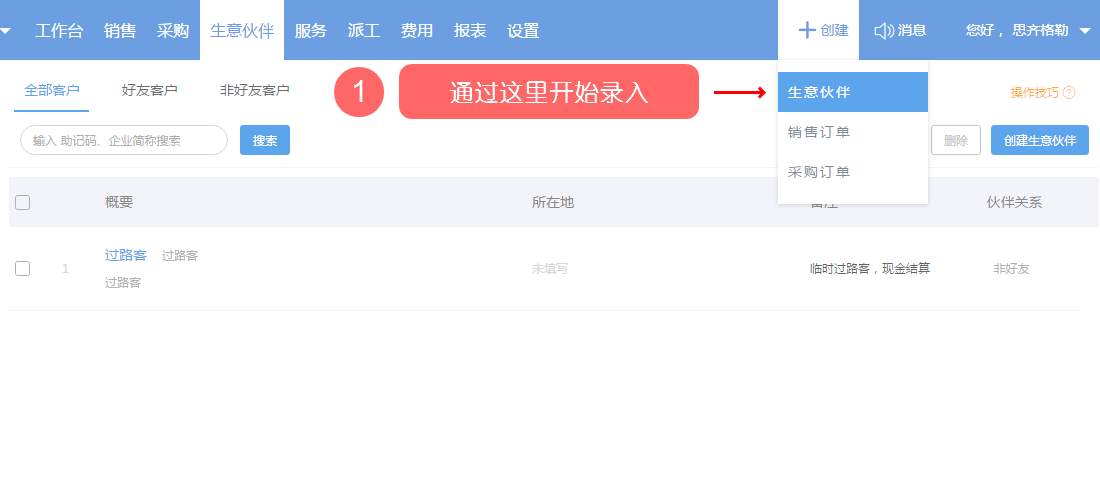 工作台 销售 采购 生意伙伴 服务 派工 费用 报表 设置 创建 消息 您好，思齐格勒
全部客户 好友客户 非好友客户 1 通过这里开始录入 生意伙伴 操作技巧 ?
输入 助记码、企业简称搜索 搜索 销售订单 删除 创建生意伙伴
采购订单
概要 所在地 备注 伙伴关系
1 过路客 过路客 未填写 临时过路客，现金结算 非好友
过路客